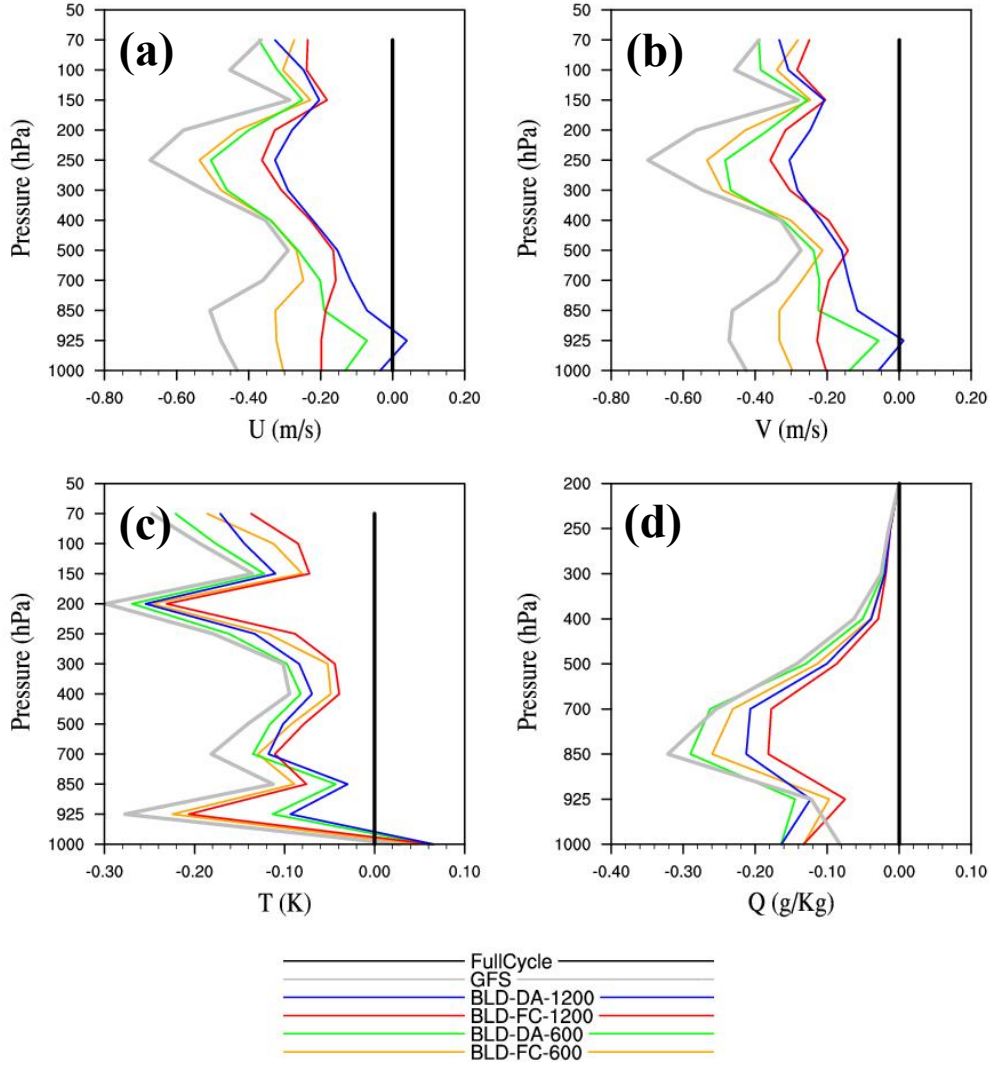 (a)
50
70
100
150
200
250
300
400
500
700
850
925
1000
Pressure (hPa)
-0.80 -0.60 -0.40 -0.20 0.00 0.20
U (m/s)
(b)
50
70
100
150
200
250
300
400
500
700
850
925
1000
Pressure (hPa)
-0.80 -0.60 -0.40 -0.20 0.00 0.20
V (m/s)
(c)
50
70
100
150
200
250
300
400
500
700
850
925
1000
Pressure (hPa)
-0.30 -0.20 -0.10 0.00 0.10
T (K)
(d)
200
250
300
400
500
700
850
925
1000
Pressure (hPa)
-0.40 -0.30 -0.20 -0.10 0.00 0.10
Q (g/Kg)
FullCycle
GFS
BLD-DA-1200
BLD-FC-1200
BLD-DA-600
BLD-FC-600